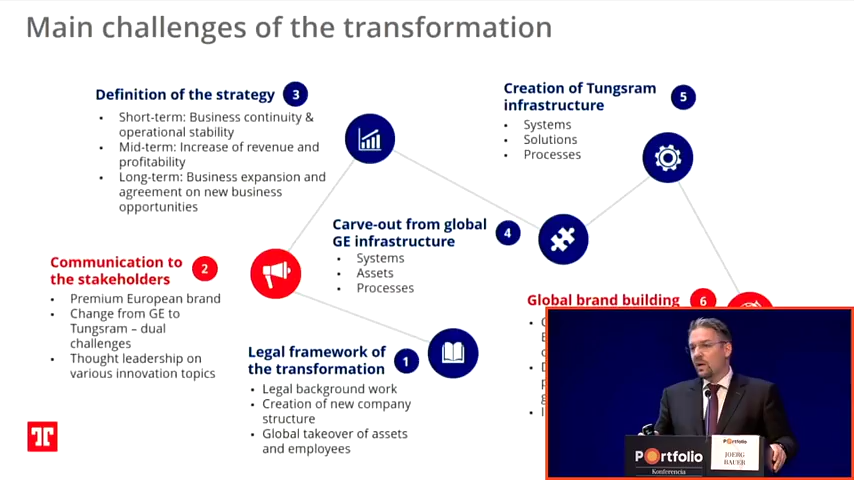 Main challenges of the transformation
Definition of the strategy 3
• Short-term: Business continuity &
operational stability
• Mid-term: Increase of revenue and
profitability
• Long-term: Business expansion and
agreement on new business
opportunities
Creation of Tungsram
infrastructure
5
• Systems
• Solutions
• Processes
Carve-out from global
GE infrastructure
4
• Systems
• Assets
• Processes
Communication to
the stakeholders
2
• Premium European brand
• Change from GE to
Tungsram – dual
challenges
• Thought leadership on
various innovation topics
Global brand building 6
Legal framework of
the transformation
1
• Legal background work
• Creation of new company
structure
• Global takeover of assets
and employees
Portfolio
Konferencia
JOERG
BAUER